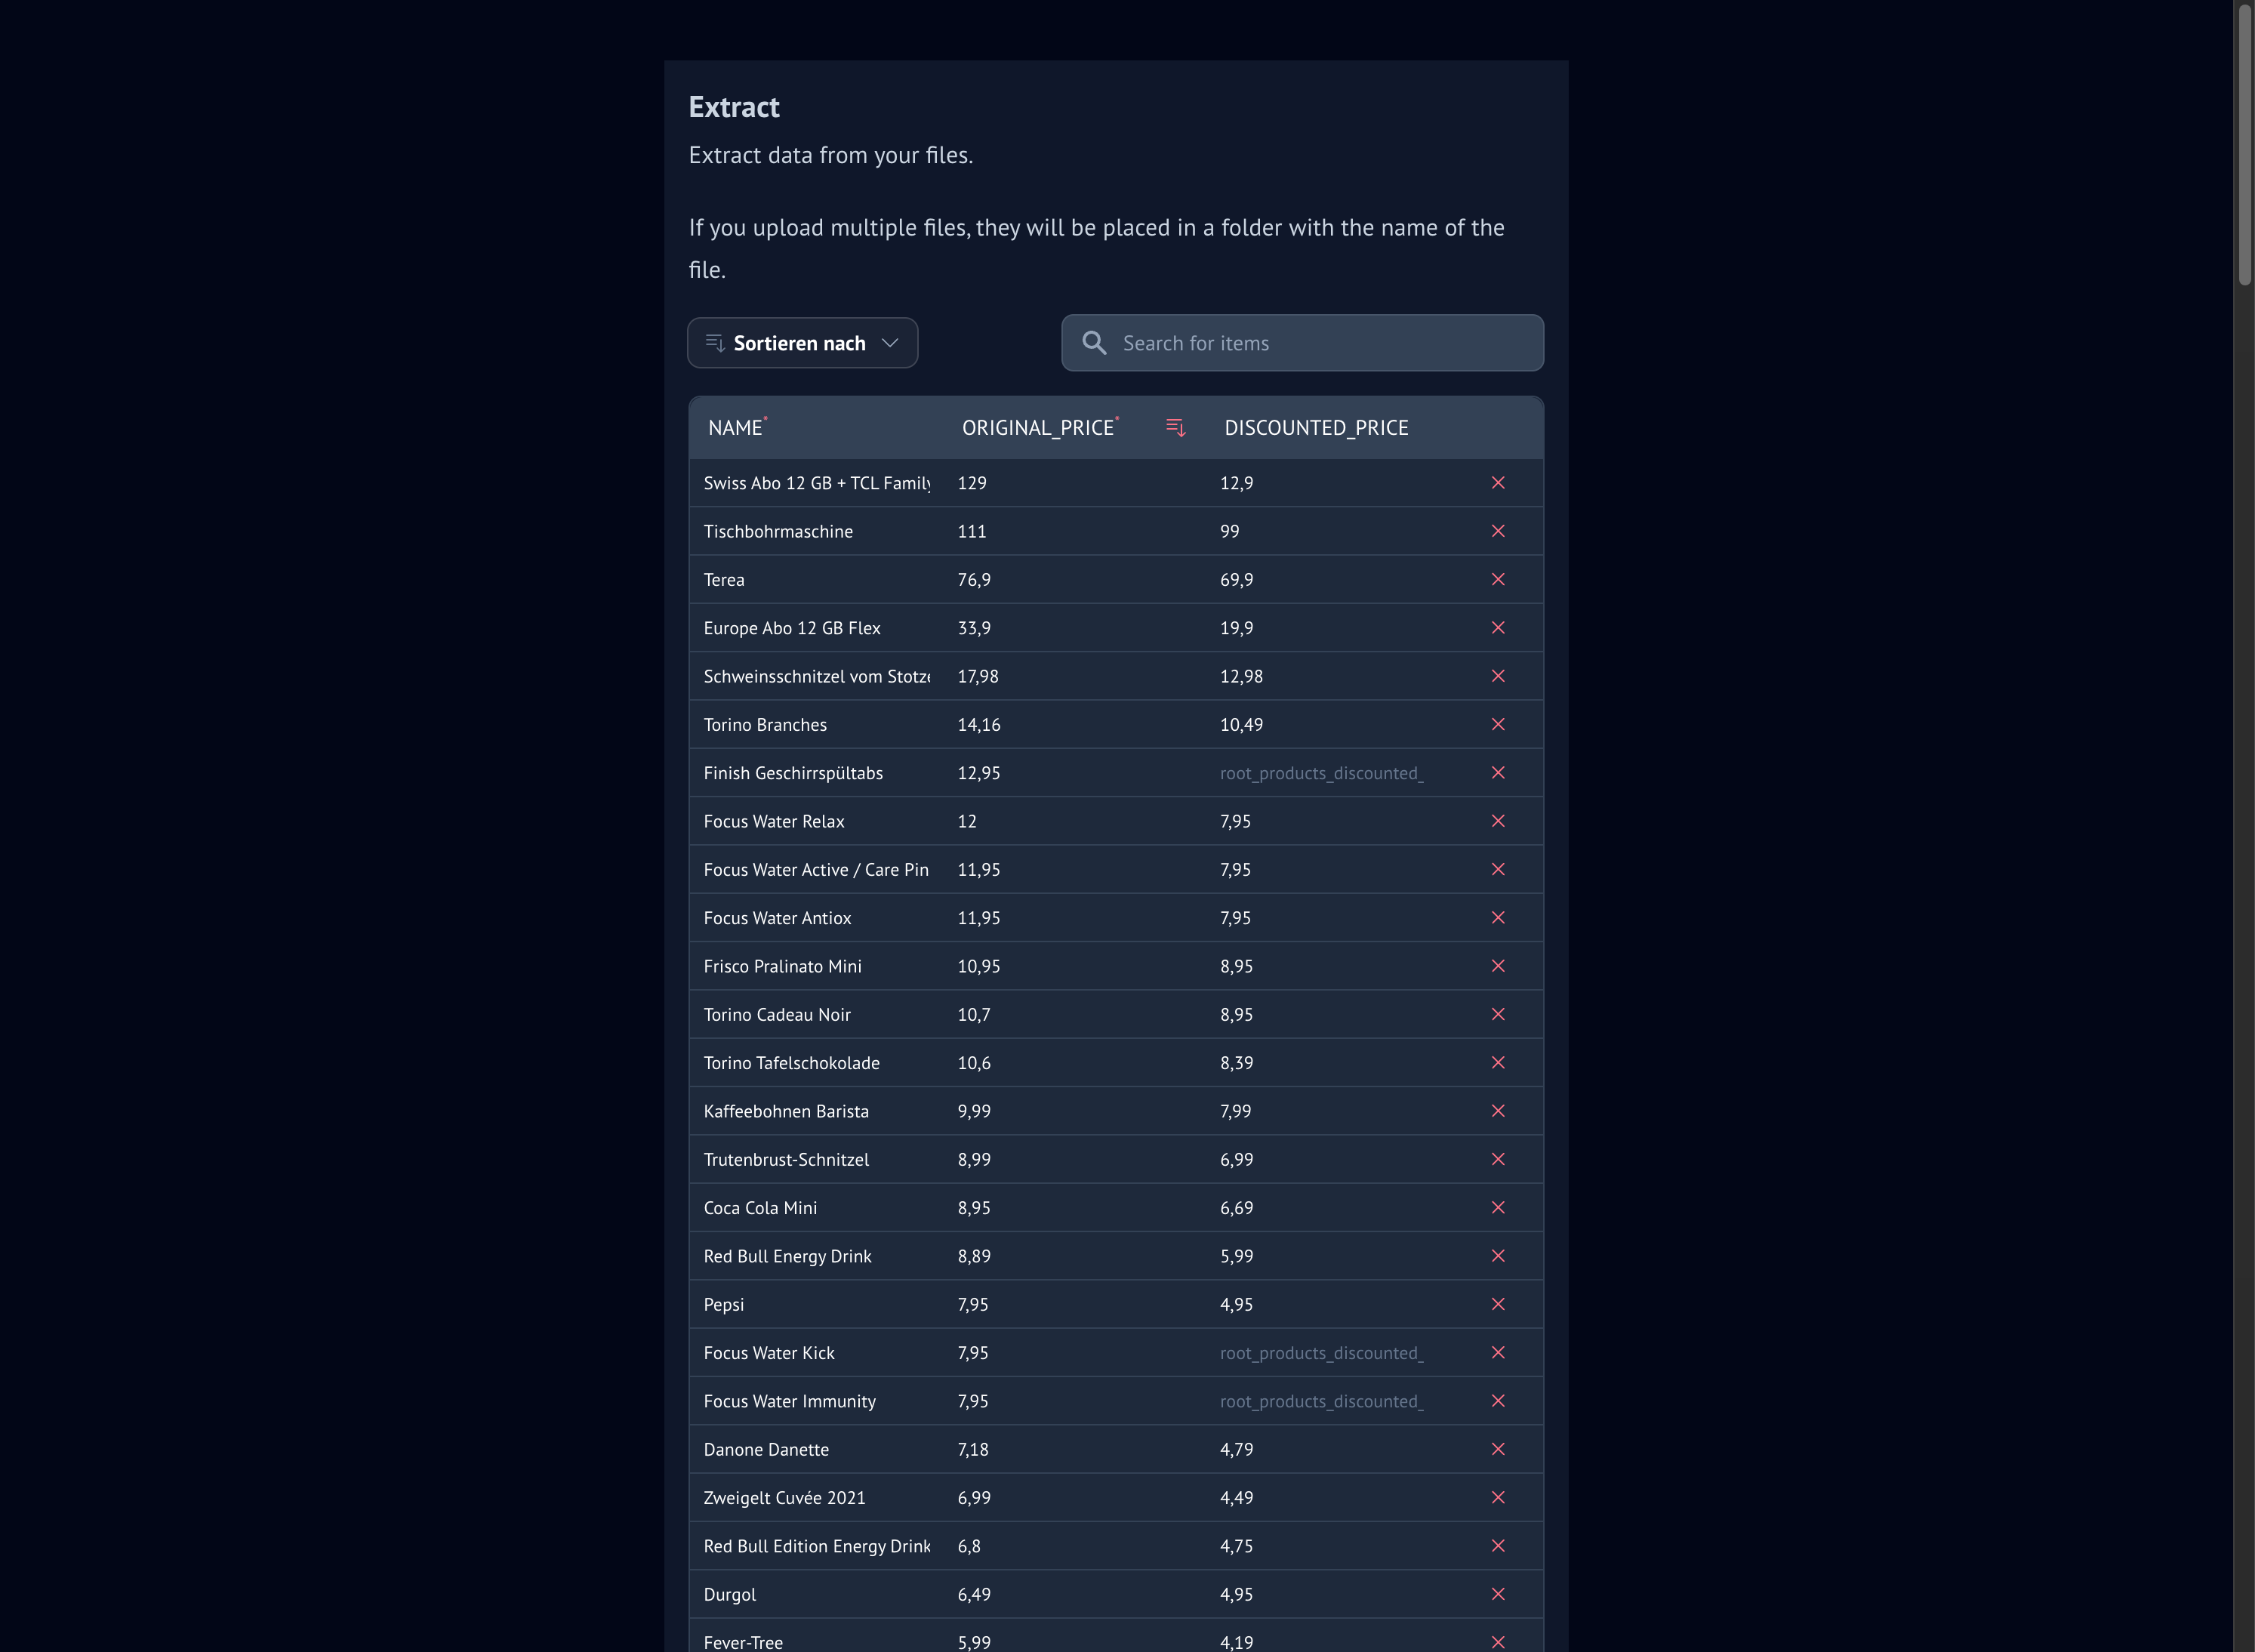 Extract
Extract data from your files.
If you upload multiple files, they will be placed in a folder with the name of the
file.
Sortieren nach Search for items
NAME* ORIGINAL_PRICE* DISCOUNTED_PRICE
Swiss Abo 12 GB + TCL Family 129 12,9
Tischbohrmaschine 111 99
Terea 76,9 69,9
Europe Abo 12 GB Flex 33,9 19,9
Schweinsschnitzel vom Stotze 17,98 12,98
Torino Branches 14,16 10,49
Finish Geschirrspültabs 12,95 root_products_discounted_
Focus Water Relax 12 7,95
Focus Water Active / Care Pin 11,95 7,95
Focus Water Antiox 11,95 7,95
Frisco Pralinato Mini 10,95 8,95
Torino Cadeau Noir 10,7 8,95
Torino Tafelschokolade 10,6 8,39
Kaffeebohnen Barista 9,99 7,99
Trutenbrust-Schnitzel 8,99 6,99
Coca Cola Mini 8,95 6,69
Red Bull Energy Drink 8,89 5,99
Pepsi 7,95 4,95
Focus Water Kick 7,95 root_products_discounted_
Focus Water Immunity 7,95 root_products_discounted_
Danone Danette 7,18 4,79
Zweigelt Cuvée 2021 6,99 4,49
Red Bull Edition Energy Drink 6,8 4,75
Durgol 6,49 4,95
Fever-Tree 5,99 4,19